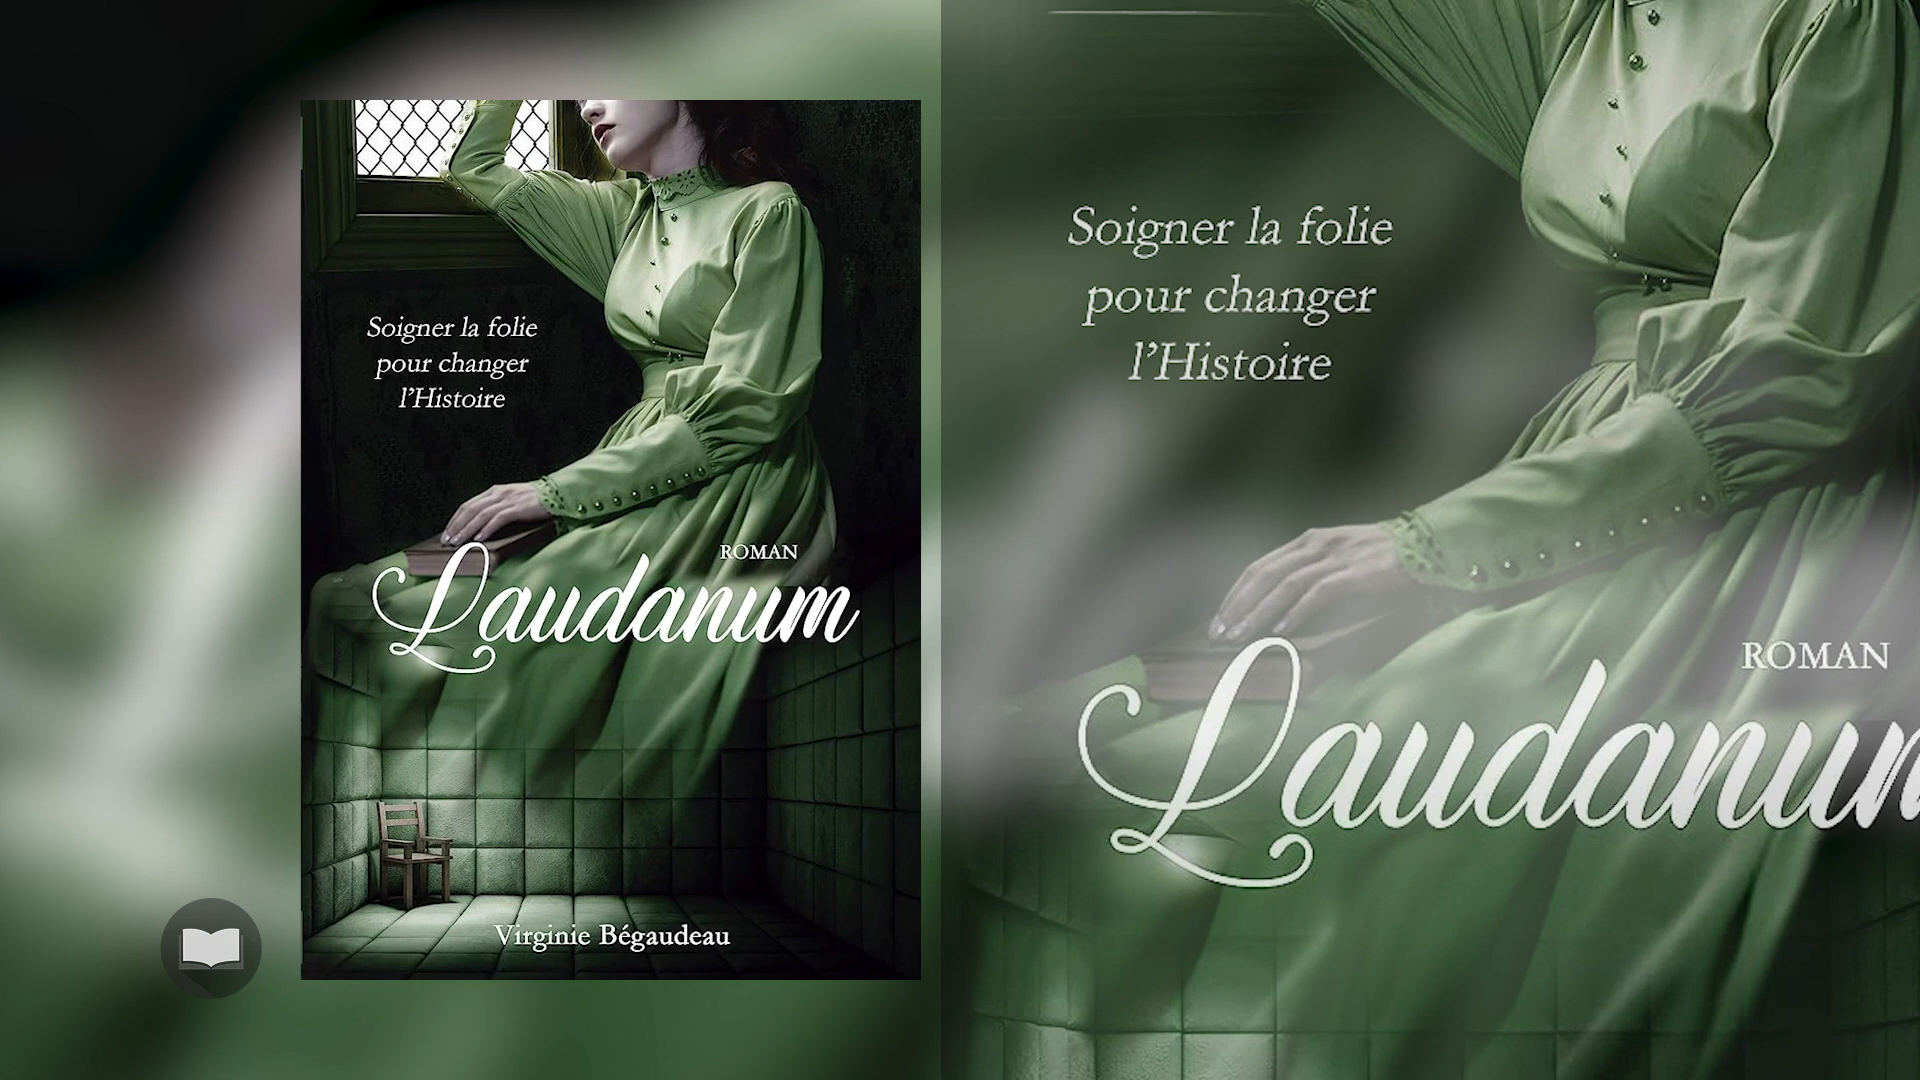 Soigner la folie
pour changer
l’Histoire
ROMAN
Laudanum
Virginie Bégaudeau
Soigner la folie
pour changer
l’Histoire
ROMAN
Laudanum